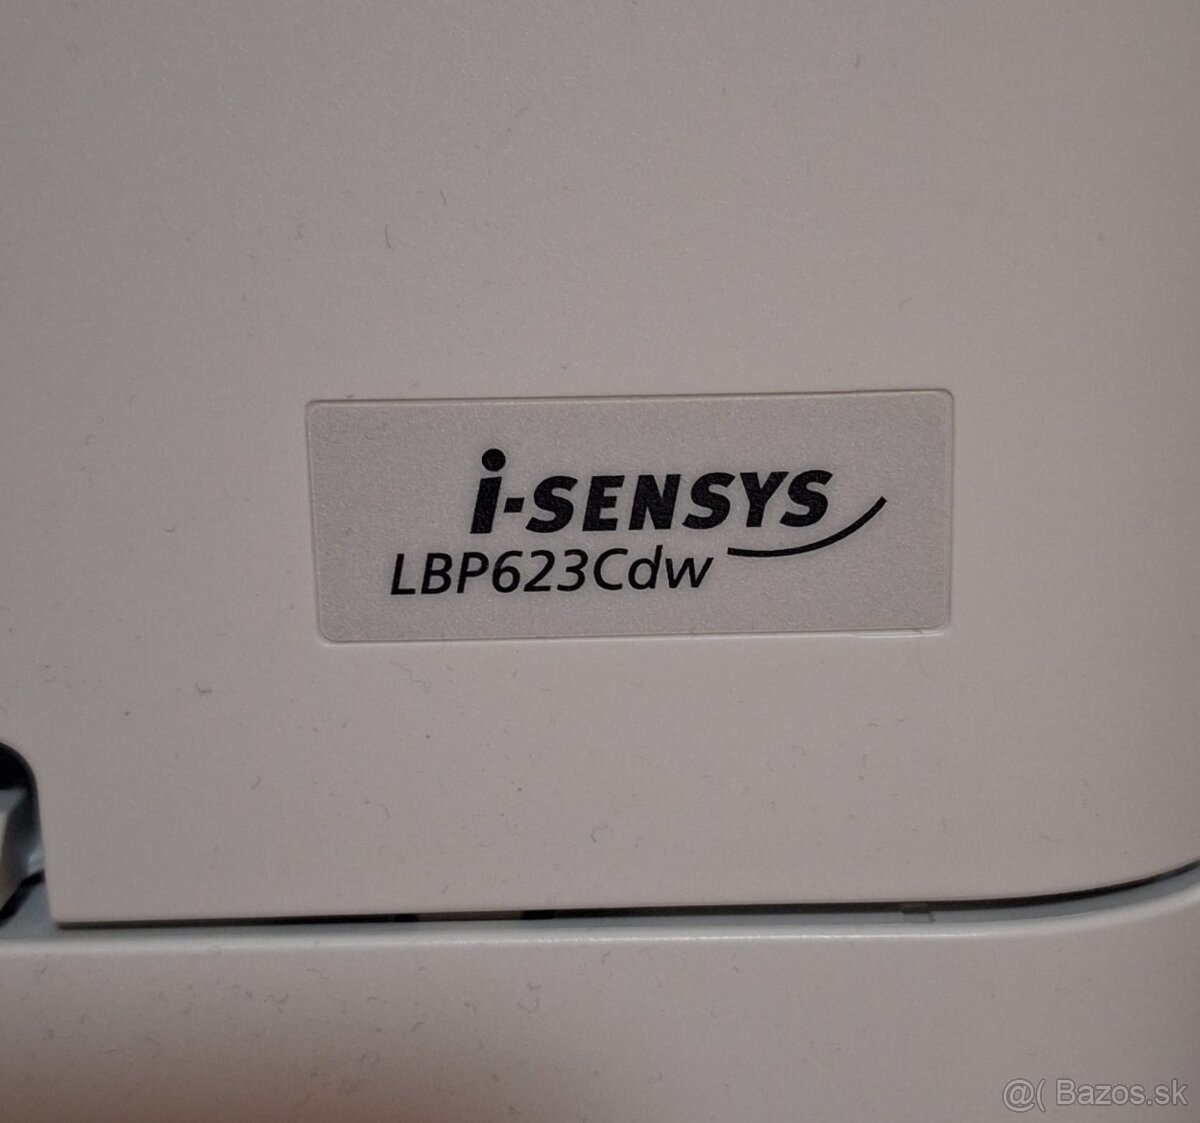 i-SENSYS
LBP623Cdw
@( Bazos.sk